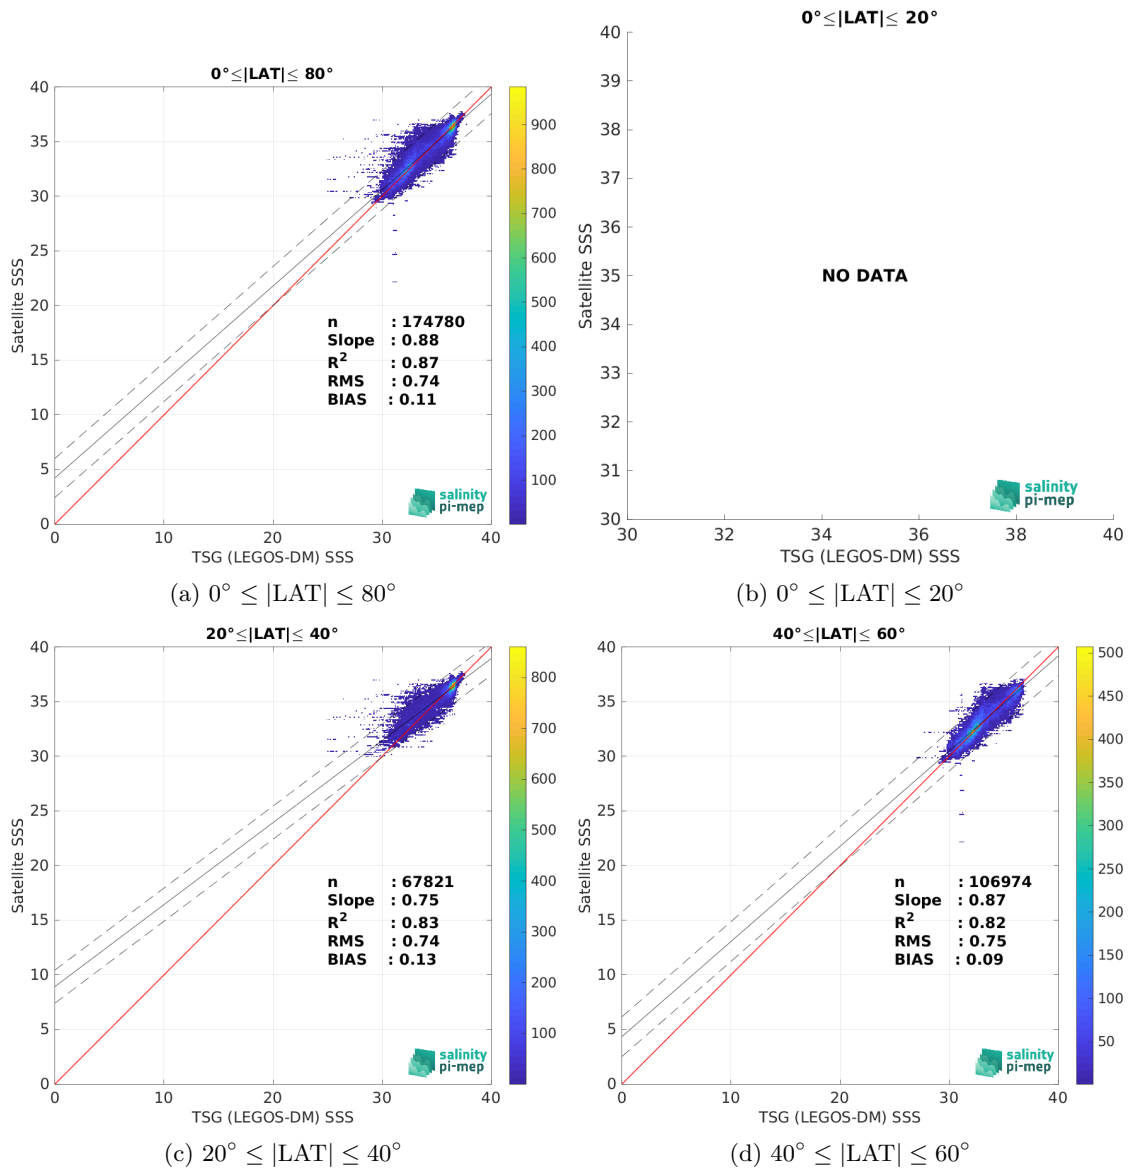 0°≤|LAT|≤ 80°
40
35
30
25
20
15
10
5
0
Satellite SSS
0
10
20
30
40
TSG (LEGOS-DM) SSS
n : 174780
Slope : 0.88
R² : 0.87
RMS : 0.74
BIAS : 0.11
salinity
pi-mep
900
800
700
600
500
400
300
200
100
(a) 0° ≤ |LAT| ≤ 80°
0°≤|LAT|≤ 20°
40
39
38
37
36
35
34
33
32
31
30
Satellite SSS
NO DATA
salinity
pi-mep
30
32
34
36
38
40
TSG (LEGOS-DM) SSS
(b) 0° ≤ |LAT| ≤ 20°
20°≤|LAT|≤ 40°
40
35
30
25
20
15
10
5
0
Satellite SSS
0
10
20
30
40
TSG (LEGOS-DM) SSS
n : 67821
Slope : 0.75
R² : 0.83
RMS : 0.74
BIAS : 0.13
salinity
pi-mep
800
700
600
500
400
300
200
100
(c) 20° ≤ |LAT| ≤ 40°
40°≤|LAT|≤ 60°
40
35
30
25
20
15
10
5
0
Satellite SSS
0
10
20
30
40
TSG (LEGOS-DM) SSS
n : 106974
Slope : 0.87
R² : 0.82
RMS : 0.75
BIAS : 0.09
salinity
pi-mep
500
450
400
350
300
250
200
150
100
50
(d) 40° ≤ |LAT| ≤ 60°